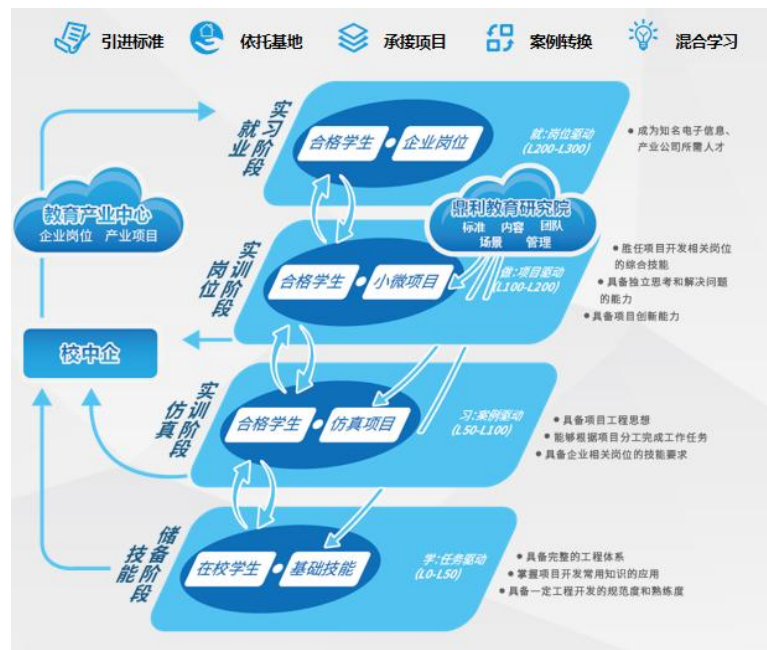 引进标准
依托基地
承接项目
案例转换
混合学习
就业
实习阶段
合格学生·企业岗位
就:岗位驱动
(L200-L300)
• 成为知名电子信息、
产业公司所需人才
教育产业中心
企业岗位 产业项目
鼎利教育研究院
标准 内容 团队
场景 管理
岗位
实训阶段
合格学生·小微项目
做:项目驱动
(L100-L200)
• 胜任项目开发相关岗位
的综合技能
• 具备独立思考和解决问题
的能力
• 具备项目创新能力
校中企
仿真
实训阶段
合格学生·仿真项目
习:案例驱动
(L50-L100)
• 具备项目工程思想
• 能够根据项目分工完成工作任务
• 具备企业相关岗位的技能要求
技能
储备阶段
在校学生·基础技能
学:任务驱动
(L0-L50)
• 具备完整的工程体系
• 掌握项目开发常用知识的应用
• 具备一定工程开发的规范度和熟练度